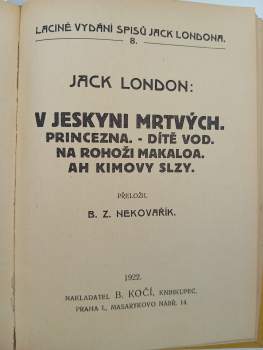 LACINÉ VYDÁNÍ SPISŮ JACK LONDONA.
8.
JACK LONDON:
V JESKYNI MRTVÝCH.
PRINCEZNA. - DÍTĚ VOD.
NA ROHOŽI MAKALOA.
AH KIMOVY SLZY.
PŘELOŽIL
B. Z. NEKOVAŘÍK.
1922.
NAKLADATEL B. KOČÍ, KNIHKUPEC,
PRAHA I., MASARYKOVO NÁBŘ. 14.